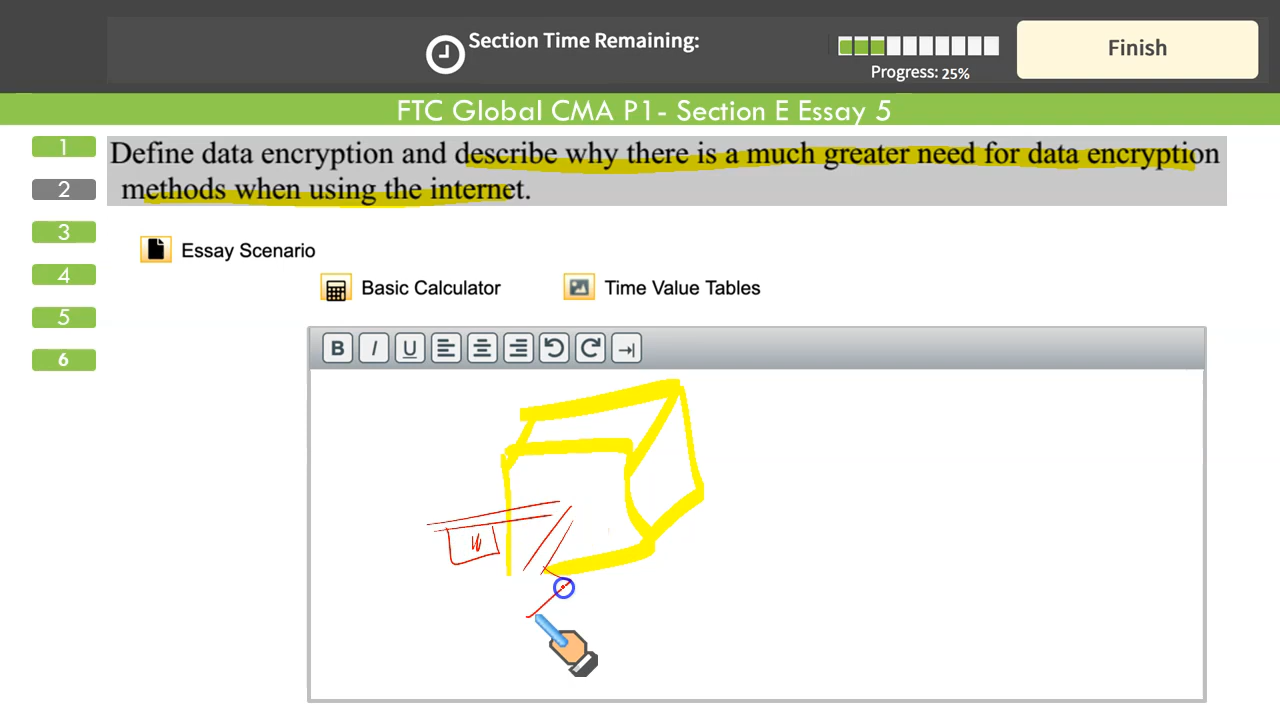 Section Time Remaining:
Progress: 25%
Finish
FTC Global CMA P1- Section E Essay 5
1
2
3
4
5
6
Define data encryption and describe why there is a much greater need for data encryption
methods when using the internet.
Essay Scenario
Basic Calculator
Time Value Tables
B I U